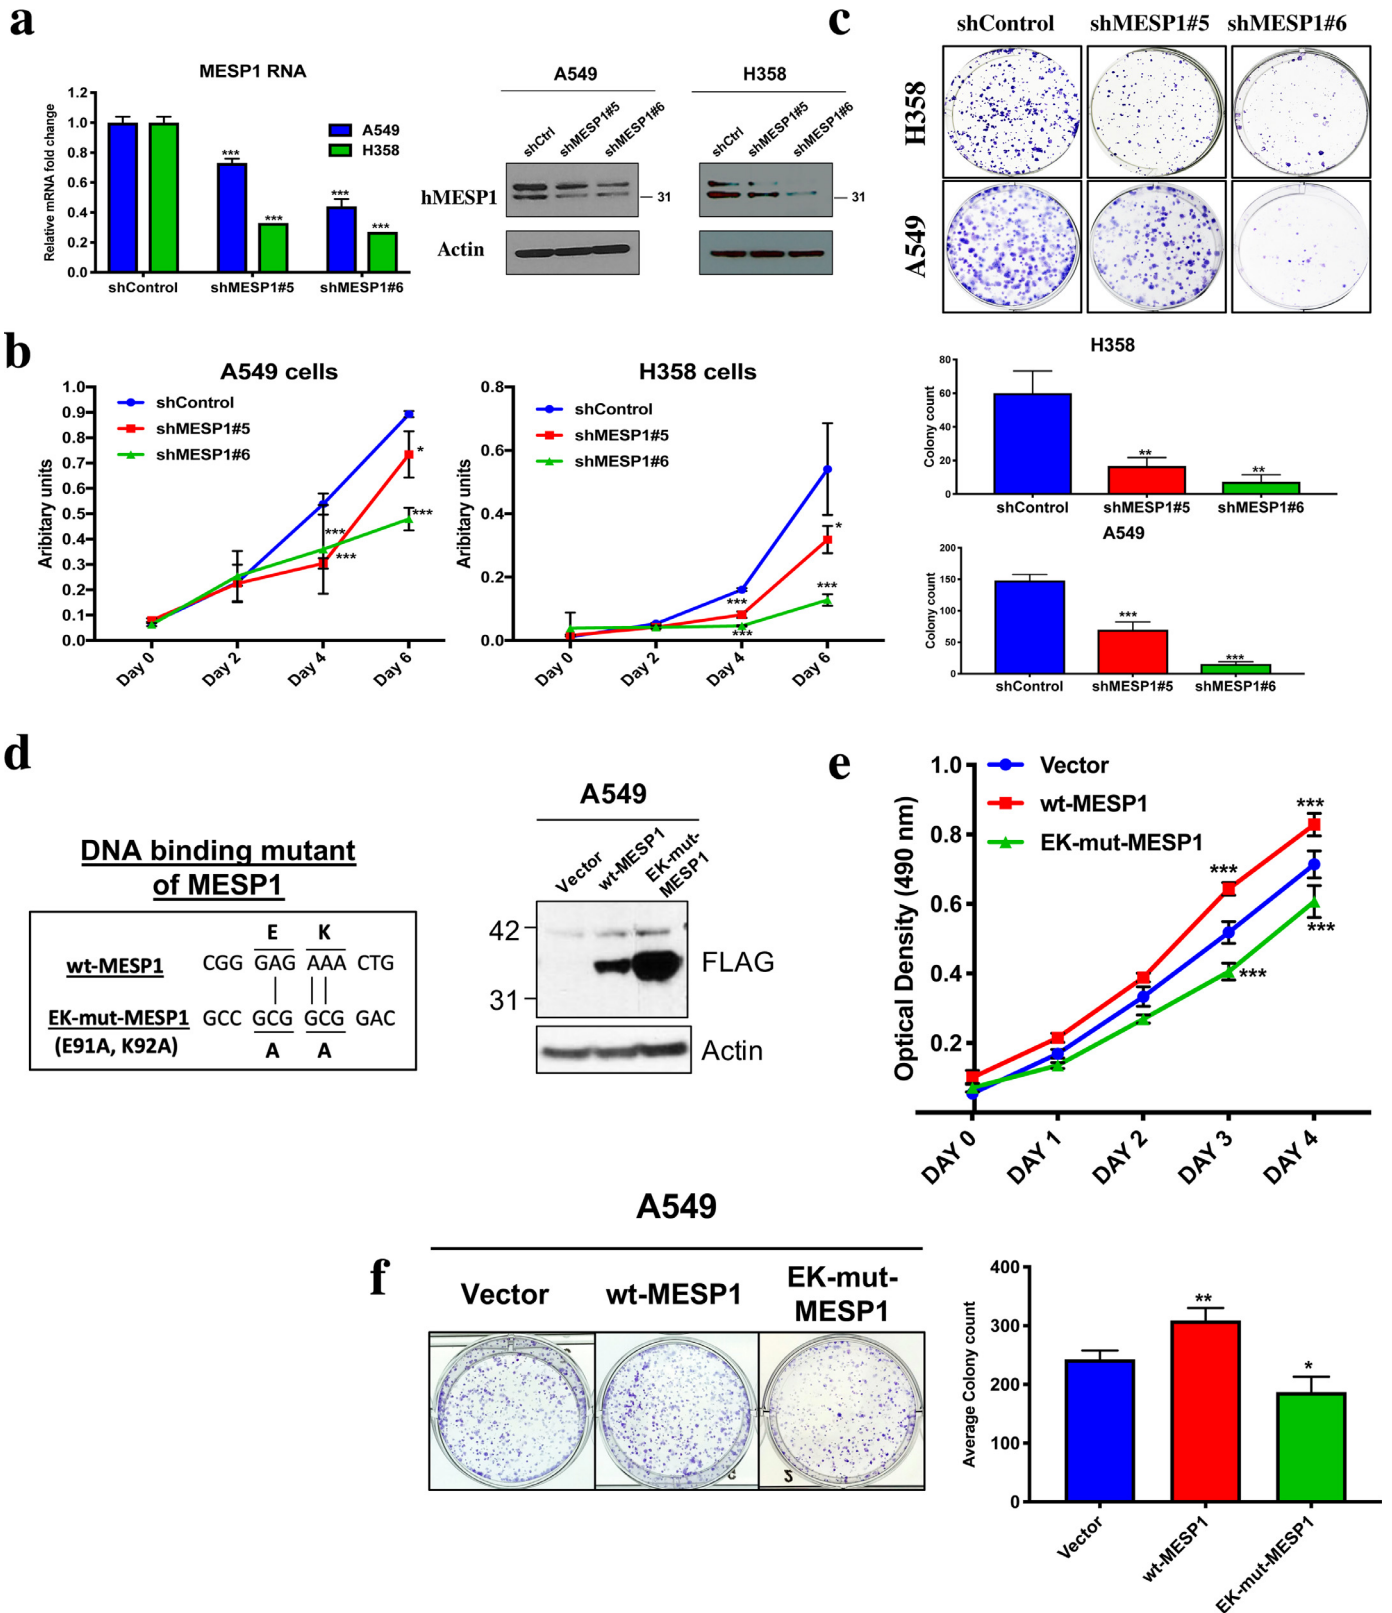 a
MESP1 RNA
Relative mRNA fold change
1.2
1.0
0.8
0.6
0.4
0.2
0.0
A549
H358
***
***
***
***
shControl
shMESP1#5
shMESP1#6
A549
H358
shCtrl
shMESP1#5
shMESP1#6
shCtrl
shMESP1#5
shMESP1#6
hMESP1
31
31
Actin
c
shControl
shMESP1#5
shMESP1#6
H358
A549
H358
Colony count
80
60
40
20
0
**
**
shControl
shMESP1#5
shMESP1#6
A549
Colony count
200
150
100
50
0
***
***
shControl
shMESP1#5
shMESP1#6
b
A549 cells
Aribitary units
1.0
0.9
0.8
0.7
0.6
0.5
0.4
0.3
0.2
0.1
0.0
shControl
shMESP1#5
shMESP1#6
*
***
***
***
Day 0
Day 2
Day 4
Day 6
H358 cells
Aribitary units
0.8
0.6
0.4
0.2
0.0
shControl
shMESP1#5
shMESP1#6
*
***
***
***
Day 0
Day 2
Day 4
Day 6
d
DNA binding mutant
of MESP1
E K
wt-MESP1 CGG GAG AAA CTG
EK-mut-MESP1 GCC GCG GCG GAC
(E91A, K92A) A A
A549
Vector
wt-MESP1
EK-mut-
MESP1
42
31
FLAG
Actin
e
Optical Density (490 nm)
1.0
0.8
0.6
0.4
0.2
Vector
wt-MESP1
EK-mut-MESP1
***
***
***
***
DAY 0
DAY 1
DAY 2
DAY 3
DAY 4
f
A549
Vector
wt-MESP1
EK-mut-
MESP1
2
Average Colony count
400
300
200
100
0
**
*
Vector
wt-MESP1
EK-mut-MESP1